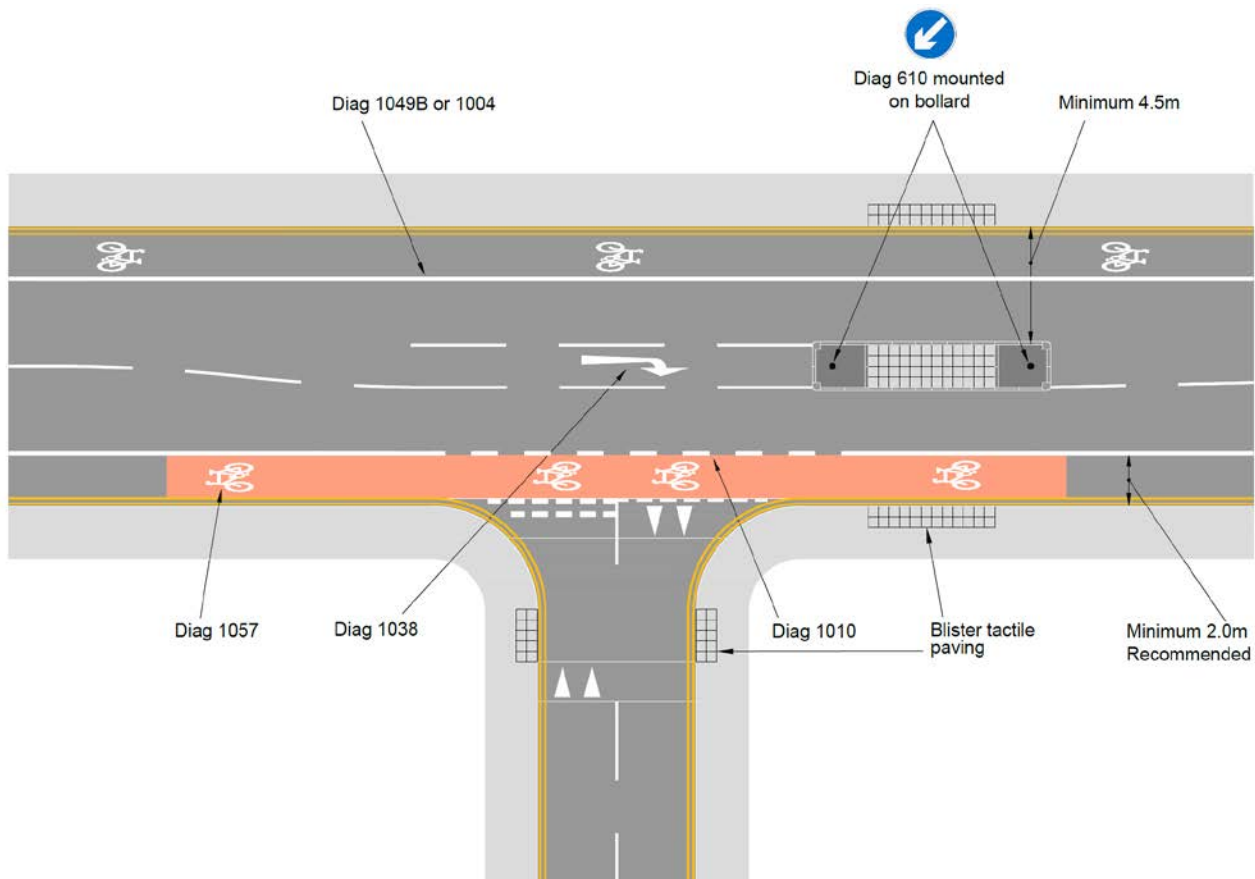 Diag 610 mounted
on bollard
Diag 1049B or 1004
Minimum 4.5m
Diag 1057
Diag 1038
Diag 1010
Blister tactile
paving
Minimum 2.0m
Recommended